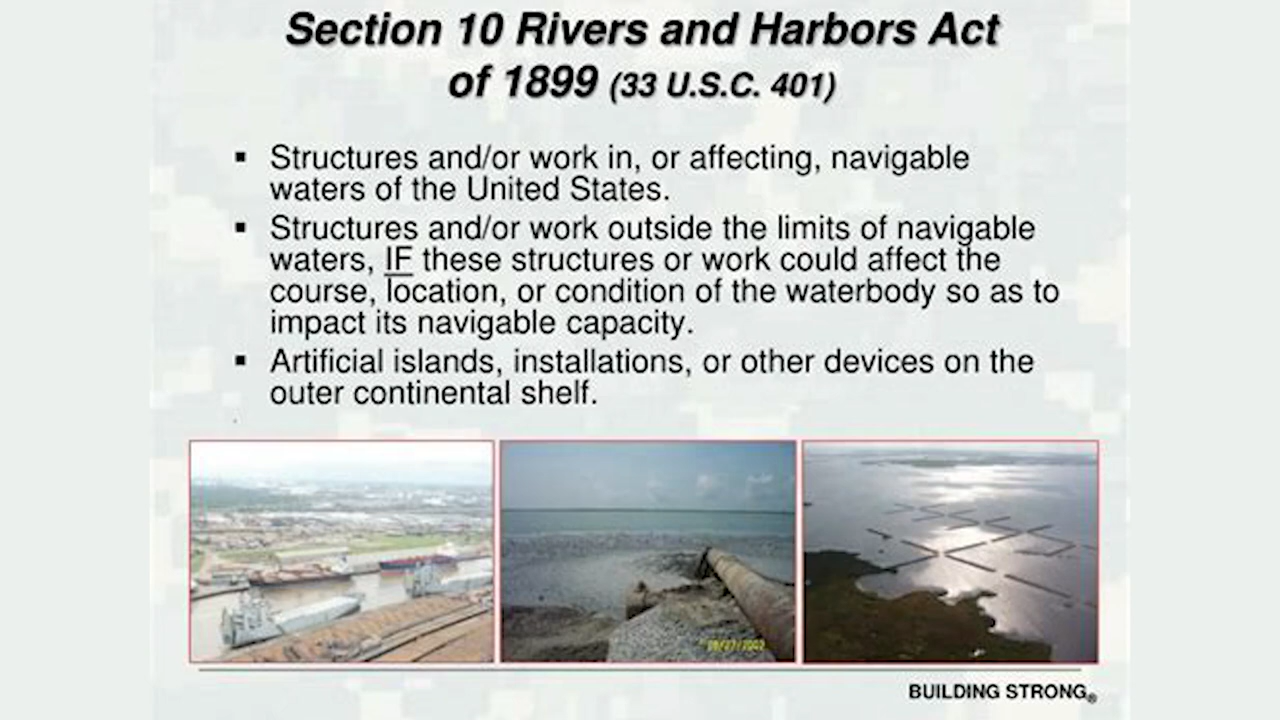 Section 10 Rivers and Harbors Act
of 1899 (33 U.S.C. 401)
▪ Structures and/or work in, or affecting, navigable
waters of the United States.
▪ Structures and/or work outside the limits of navigable
waters, IF these structures or work could affect the
course, location, or condition of the waterbody so as to
impact its navigable capacity.
▪ Artificial islands, installations, or other devices on the
outer continental shelf.
BUILDING STRONG®